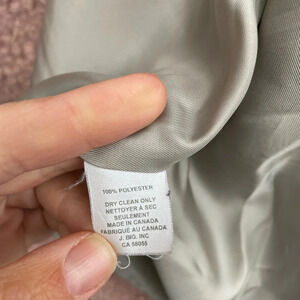 100% POLYESTER
DRY CLEAN ONLY
NETTOYER A SEC
SEULEMENT
MADE IN CANADA
FABRIQUE AU CANADA
J. BIG. INC
CA 58055